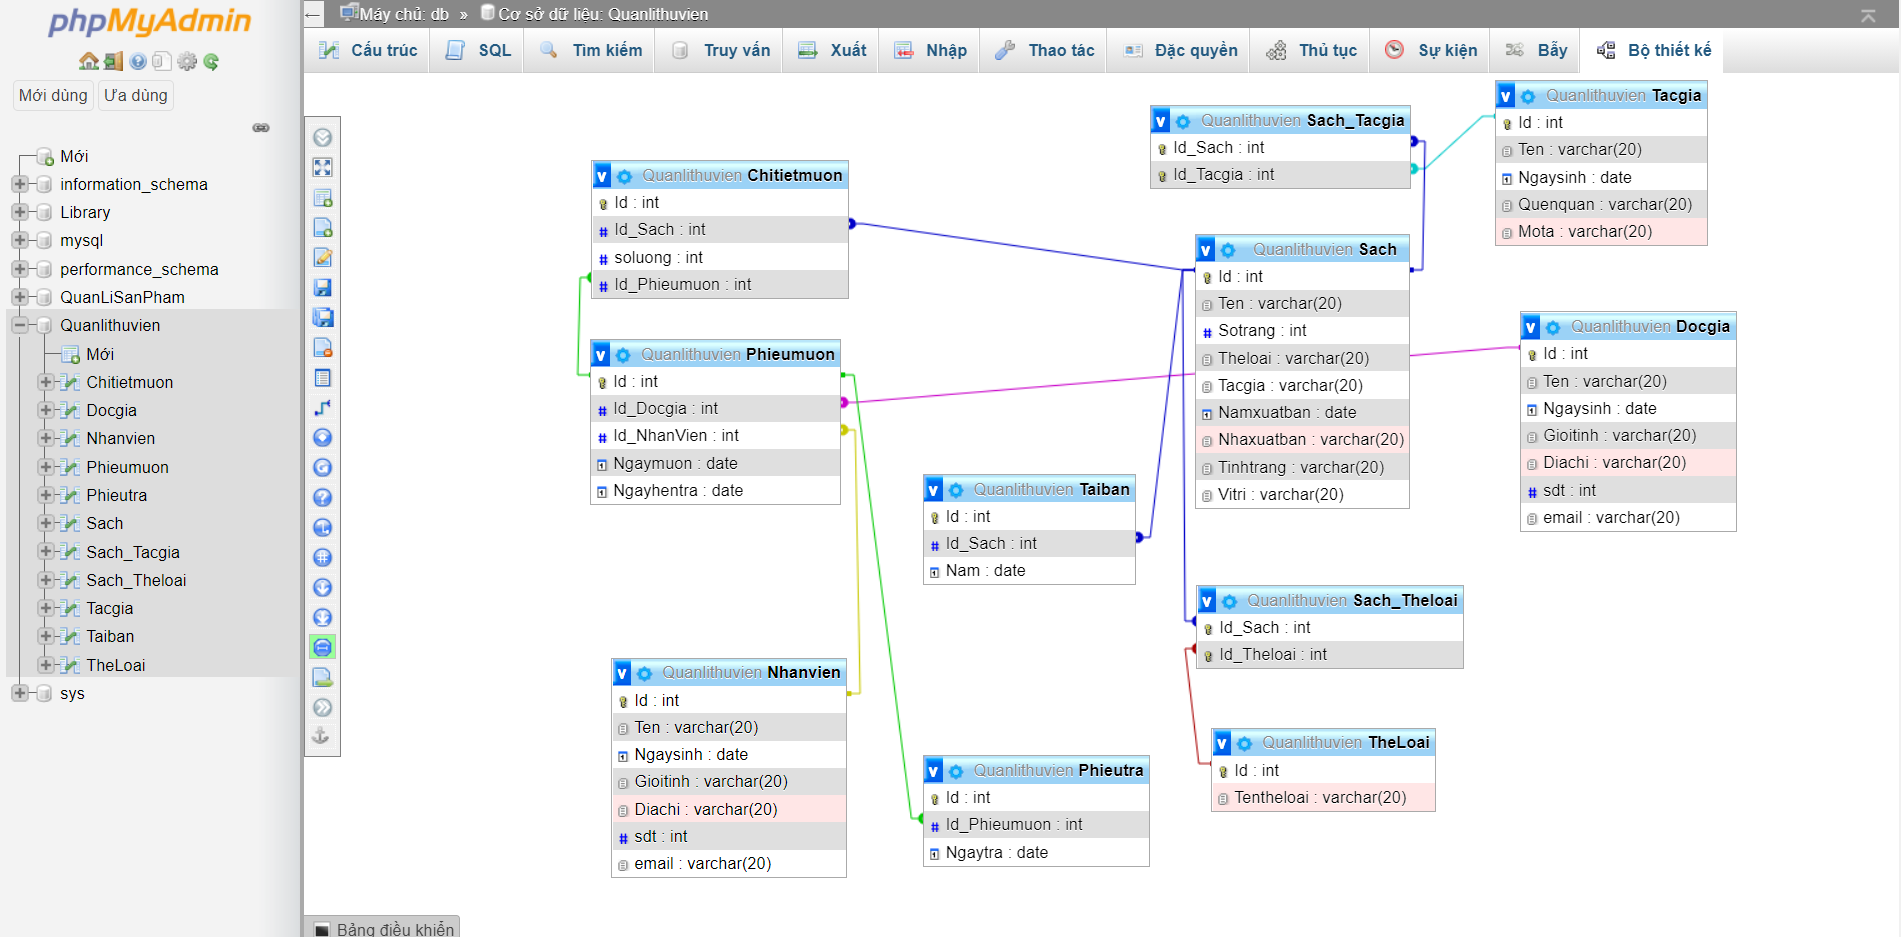 phpMyAdmin
Mới dùng
Ưa dùng
Mới
information_schema
Library
mysql
performance_schema
QuanLiSanPham
Quanlithuvien
Mới
Chitietmuon
Docgia
Nhanvien
Phieumuon
Phieutra
Sach
Sach_Tacgia
Sach_Theloai
Tacgia
Taiban
TheLoai
sys
Máy chủ: db » Cơ sở dữ liệu: Quanlithuvien
Cấu trúc
SQL
Tìm kiếm
Truy vấn
Xuất
Nhập
Thao tác
Đặc quyền
Thủ tục
Sự kiện
Bẫy
Bộ thiết kế
v Quanlithuvien Chitietmuon
Id : int
# Id_Sach : int
# soluong : int
# Id_Phieumuon : int
v Quanlithuvien Phieumuon
Id : int
# Id_Docgia : int
# Id_NhanVien : int
Ngaymuon : date
Ngayhentra : date
v Quanlithuvien Nhanvien
Id : int
Ten : varchar(20)
Ngaysinh : date
Gioitinh : varchar(20)
Diachi : varchar(20)
# sdt : int
email : varchar(20)
v Quanlithuvien Taiban
Id : int
# Id_Sach : int
Nam : date
v Quanlithuvien Phieutra
Id : int
# Id_Phieumuon : int
Ngaytra : date
v Quanlithuvien Sach_Tacgia
Id_Sach : int
Id_Tacgia : int
v Quanlithuvien Sach
Id : int
Ten : varchar(20)
# Sotrang : int
Theloai : varchar(20)
Tacgia : varchar(20)
Namxuatban : date
Nhaxuatban : varchar(20)
Tinhtrang : varchar(20)
Vitri : varchar(20)
v Quanlithuvien Sach_Theloai
Id_Sach : int
Id_Theloai : int
v Quanlithuvien TheLoai
Id : int
Tentheloai : varchar(20)
v Quanlithuvien Tacgia
Id : int
Ten : varchar(20)
Ngaysinh : date
Quenquan : varchar(20)
Mota : varchar(20)
v Quanlithuvien Docgia
Id : int
Ten : varchar(20)
Ngaysinh : date
Gioitinh : varchar(20)
Diachi : varchar(20)
# sdt : int
email : varchar(20)
Bảng điều khiển